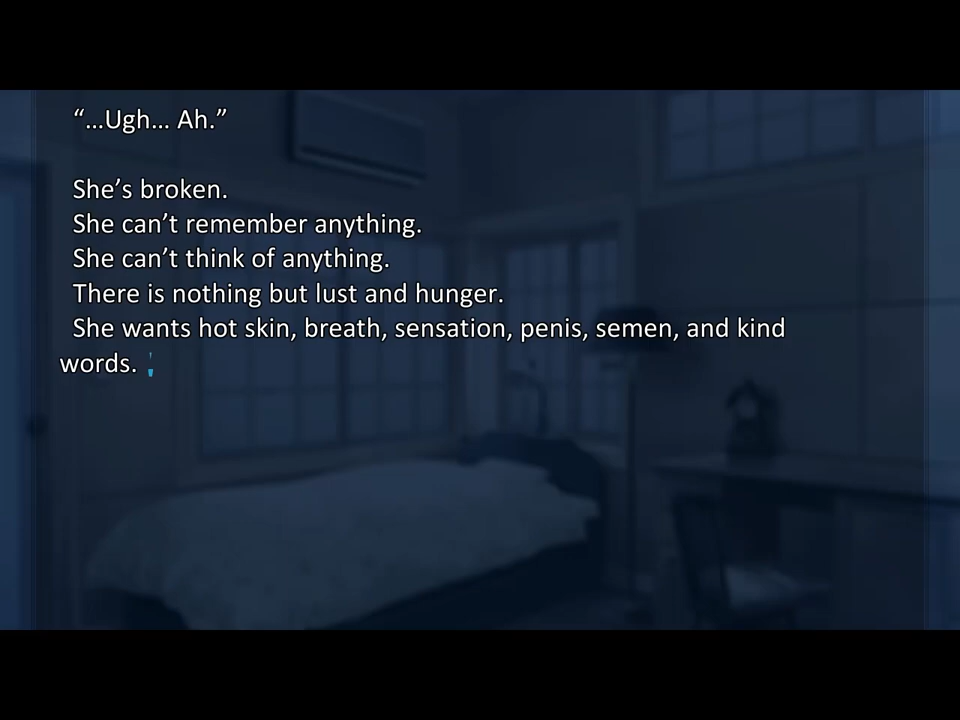 “…Ugh… Ah.”
She’s broken.
She can’t remember anything.
She can’t think of anything.
There is nothing but lust and hunger.
She wants hot skin, breath, sensation, penis, semen, and kind
words.